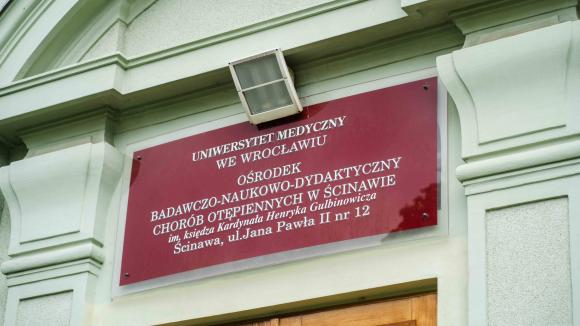 UNIWERSYTET MEDYCZNY
WE WROCŁAWIU
OŚRODEK
BADAWCZO-NAUKOWO-DYDAKTYCZNY
CHORÓB OTĘPIENNYCH W ŚCINAWIE
im. księdza Kardynała Henryka Gulbinowicza
Ścinawa, ul.Jana Pawła II nr 12